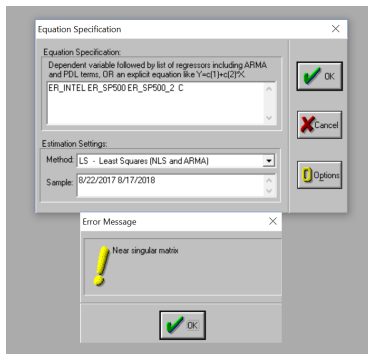 Equation Specification
Equation Specification:
Dependent variable followed by list of regressors including ARMA
and PDL terms, OR an explicit equation like Y=c(1)+c(2)*X.
ER_INTEL ER_SP500 ER_SP500_2 C
OK
Cancel
Estimation Settings:
Method: LS - Least Squares (NLS and ARMA)
Sample: 8/22/2017 8/17/2018
Options
Error Message
Near singular matrix
OK